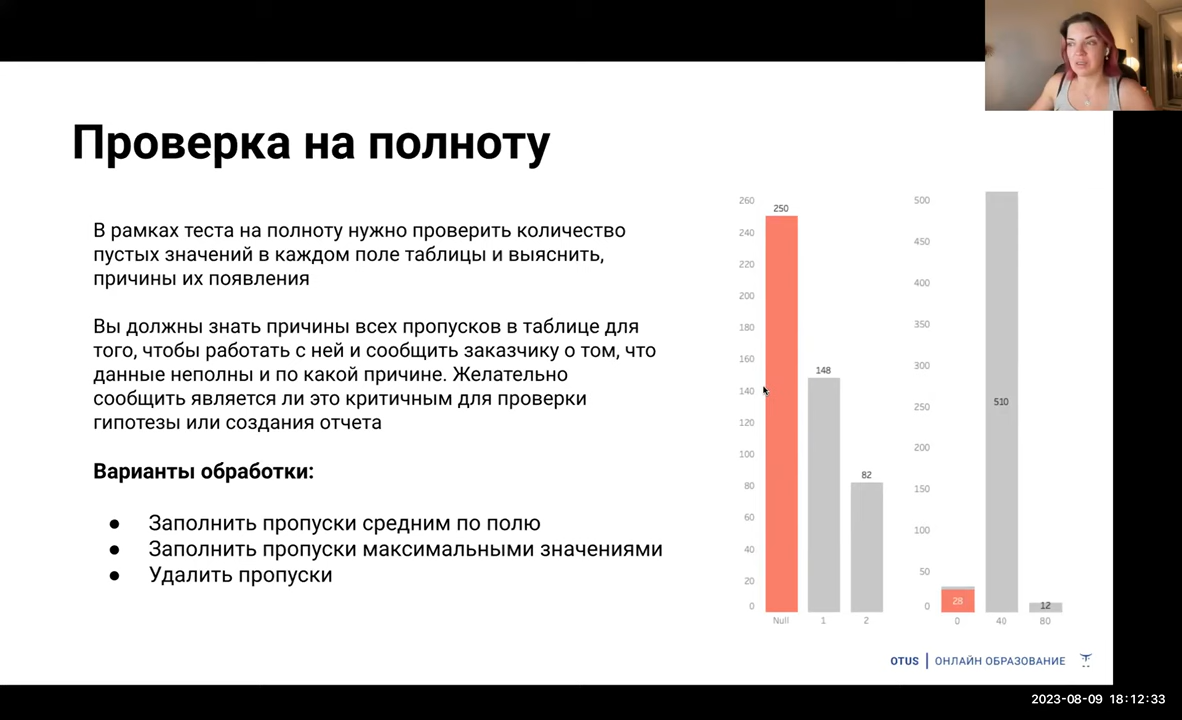 Проверка на полноту
В рамках теста на полноту нужно проверить количество
пустых значений в каждом поле таблицы и выяснить,
причины их появления
Вы должны знать причины всех пропусков в таблице для
того, чтобы работать с ней и сообщить заказчику о том, что
данные неполны и по какой причине. Желательно
сообщить является ли это критичным для проверки
гипотезы или создания отчета
Варианты обработки:
● Заполнить пропуски средним по полю
● Заполнить пропуски максимальными значениями
● Удалить пропуски
260
240
220
200
180
160
140
120
100
80
60
40
20
0
250
148
82
Null 1 2
500
450
400
350
300
250
200
150
100
50
0
28
510
12
0 40 80
OTUS | ОНЛАЙН ОБРАЗОВАНИЕ
2023-08-09 18:12:33